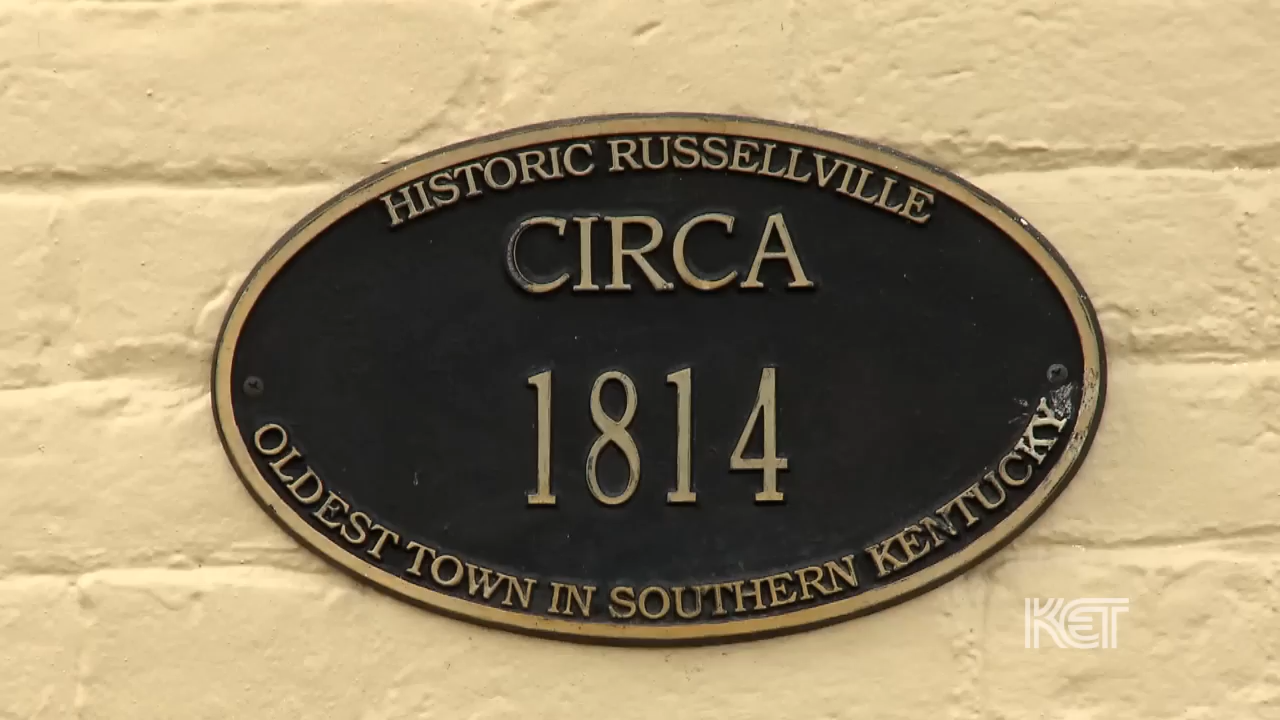 HISTORIC RUSSELLVILLE
CIRCA
1814
OLDEST TOWN IN SOUTHERN KENTUCKY
KET